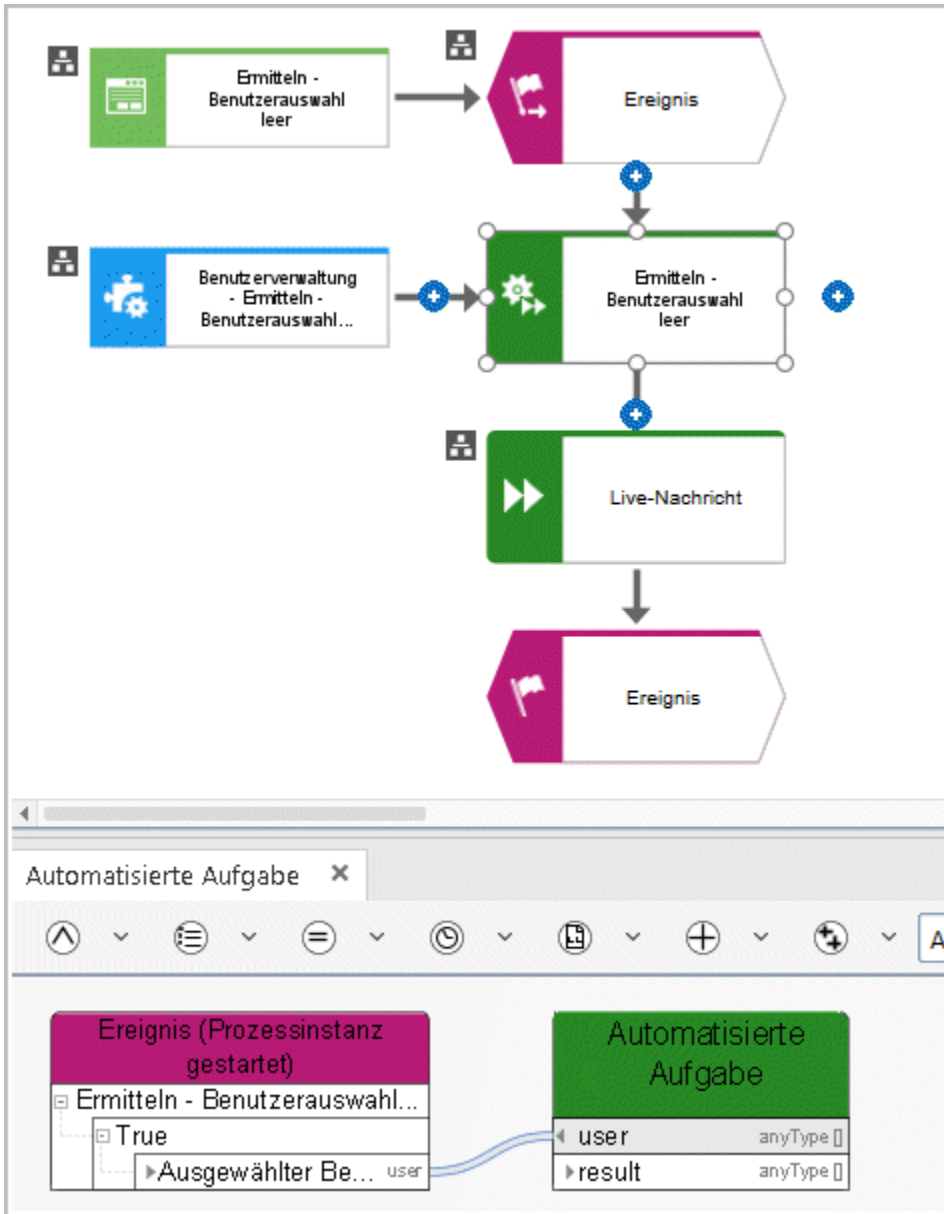 Ermitteln -
Benutzerauswahl
leer
Ereignis
Benutzerverwaltung
- Ermitteln -
Benutzerauswahl...
Ermitteln -
Benutzerauswahl
leer
Live-Nachricht
Ereignis
Automatisierte Aufgabe
A
Ereignis (Prozessinstanz
gestartet)
Ermitteln - Benutzerauswahl...
True
Ausgewählter Be... user
Automatisierte
Aufgabe
user anyType []
result anyType []